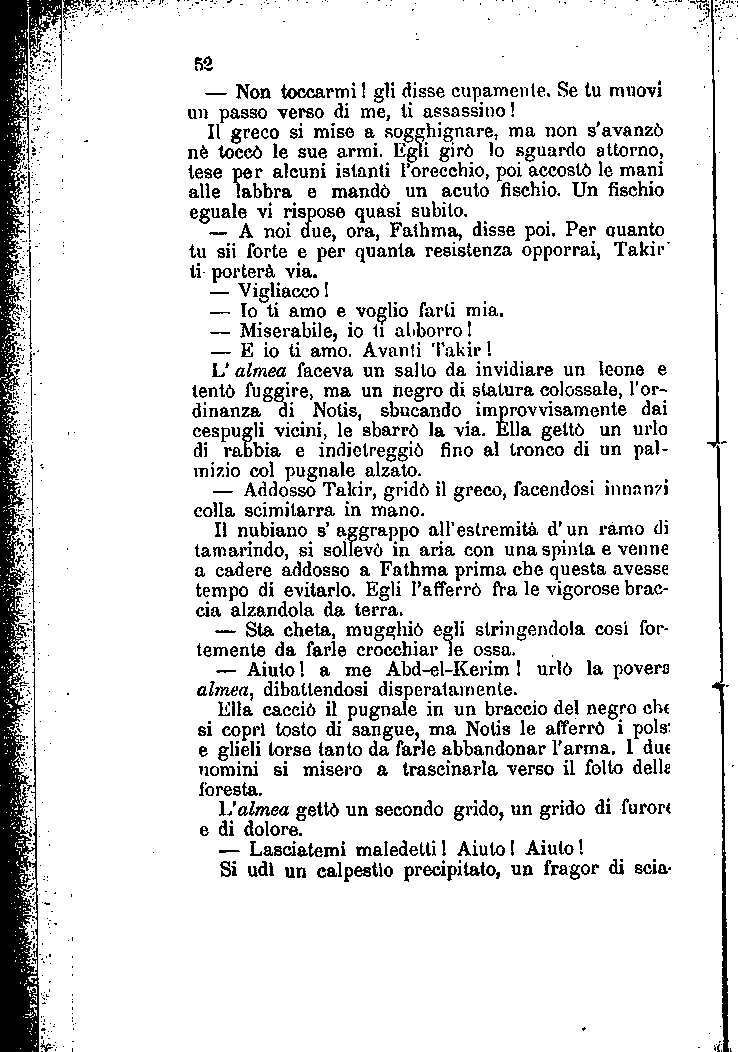 52
— Non toccarmi! gli disse cupamente. Se tu muovi
un passo verso di me, ti assassino!
Il greco si mise a sogghignare, ma non s'avanzò
nè toccò le sue armi. Egli girò lo sguardo attorno,
tese per alcuni istanti l'orecchio, poi accostò le mani
alle labbra e mandò un acuto fischio. Un fischio
eguale vi rispose quasi subito.
— A noi due, ora, Fathma, disse poi. Per quanto
tu sii forte e per quanta resistenza opporrai, Takir
ti porterà via.
— Vigliacco!
— Io ti amo e voglio farti mia.
— Miserabile, io ti abborro!
— E io ti amo. Avanti Takir!
L'almea faceva un salto da invidiare un leone e
tentò fuggire, ma un negro di statura colossale, l'or-
dinanza di Notis, sbucando improvvisamente dai
cespugli vicini, le sbarrò la via. Ella gettò un urlo
di rabbia e indietreggiò fino al tronco di un pal-
mizio col pugnale alzato.
— Addosso Takir, gridò il greco, facendosi innanzi
colla scimitarra in mano.
Il nubiano s' aggrappo all'estremità d' un ramo di
tamarindo, si sollevò in aria con una spinta e venne
a cadere addosso a Fathma prima che questa avesse
tempo di evitarlo. Egli l'afferrò fra le vigorose brac-
cia alzandola da terra.
— Sta cheta, mugghiò egli stringendola così for-
temente da farle crocchiar le ossa.
— Aiuto! a me Abd-el-Kerim! urlò la povera
almea, dibattendosi disperatamente.
Ella cacciò il pugnale in un braccio del negro che
si coprì tosto di sangue, ma Notis le afferrò i polsi
e glieli torse tanto da farle abbandonar l'arma. I due
uomini si misero a trascinarla verso il folto della
foresta.
L'almea gettò un secondo grido, un grido di furore
e di dolore.
— Lasciatemi maledetti! Aiuto! Aiuto!
Si udì un calpestìo precipitato, un fragor di scia-